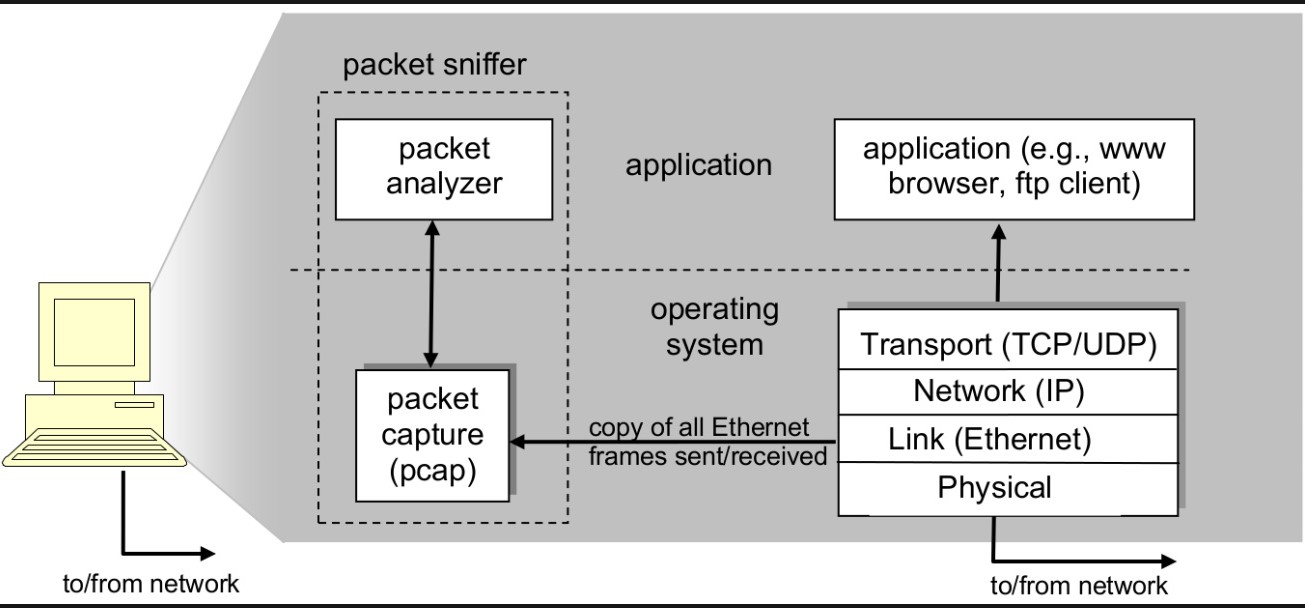 packet sniffer
packet
analyzer
application
application (e.g., www
browser, ftp client)
operating
system
packet
capture
(pcap)
copy of all Ethernet
frames sent/received
Transport (TCP/UDP)
Network (IP)
Link (Ethernet)
Physical
to/from network
to/from network